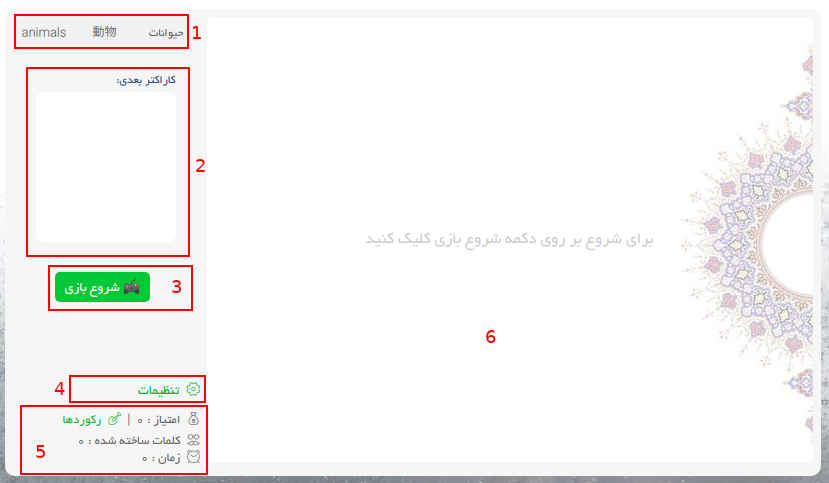 حیوانات 動物 animals
1
کاراکتر بعدی:
2
شروع بازی
3
برای شروع بر روی دکمه شروع بازی کلیک کنید
6
تنظیمات
4
امتیاز : ۰ | رکوردها
کلمات ساخته شده : ۰
زمان : ۰
5